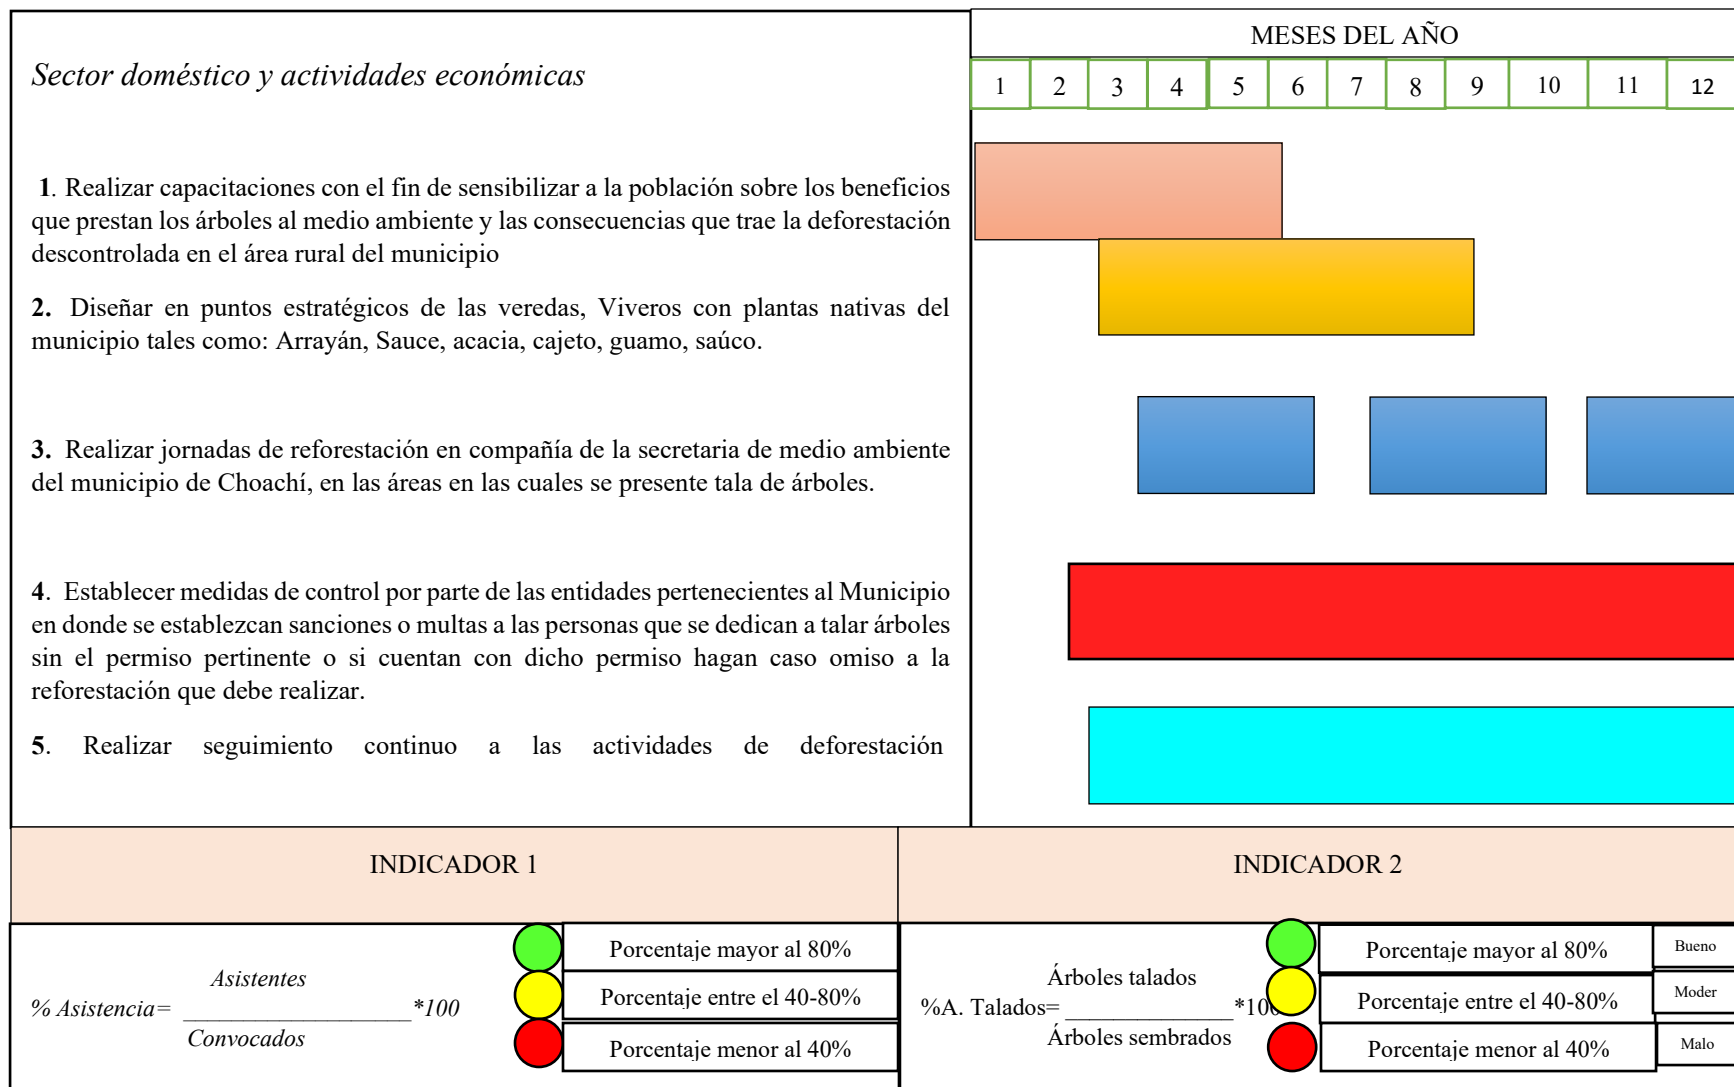 Sector doméstico y actividades económicas
MESES DEL AÑO
1 2 3 4 5 6 7 8 9 10 11 12
1. Realizar capacitaciones con el fin de sensibilizar a la población sobre los beneficios
que prestan los árboles al medio ambiente y las consecuencias que trae la deforestación
descontrolada en el área rural del municipio
2. Diseñar en puntos estratégicos de las veredas, Viveros con plantas nativas del
municipio tales como: Arrayán, Sauce, acacia, cajeto, guamo, saúco.
3. Realizar jornadas de reforestación en compañía de la secretaria de medio ambiente
del municipio de Choachí, en las áreas en las cuales se presente tala de árboles.
4. Establecer medidas de control por parte de las entidades pertenecientes al Municipio
en donde se establezcan sanciones o multas a las personas que se dedican a talar árboles
sin el permiso pertinente o si cuentan con dicho permiso hagan caso omiso a la
reforestación que debe realizar.
5. Realizar seguimiento continuo a las actividades de deforestación
INDICADOR 1
Asistentes
% Asistencia= ___________________*100
Convocados
Porcentaje mayor al 80%
Porcentaje entre el 40-80%
Porcentaje menor al 40%
INDICADOR 2
Árboles talados
%A. Talados= ______________*100
Árboles sembrados
Porcentaje mayor al 80% Bueno
Porcentaje entre el 40-80% Moder
Porcentaje menor al 40% Malo